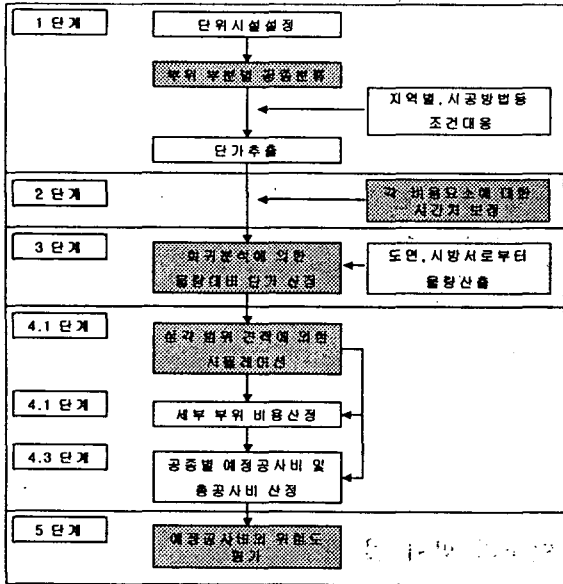 1 단계
단위시설설정
부위 부분별 공종분류
지역별, 시공방법등
조건대응
단가추출
2 단계
각 비용요소에 대한
시간차 보정
3 단계
회귀분석에 의한
물량대비 단가 산정
도면, 시방서로부터
물량산출
4.1 단계
삼각 범위 견적에 의한
시뮬레이션
4.1 단계
세부 부위 비용산정
4.3 단계
공종별 예정공사비 및
총공사비 산정
5 단계
예정공사비의 위험도
평가